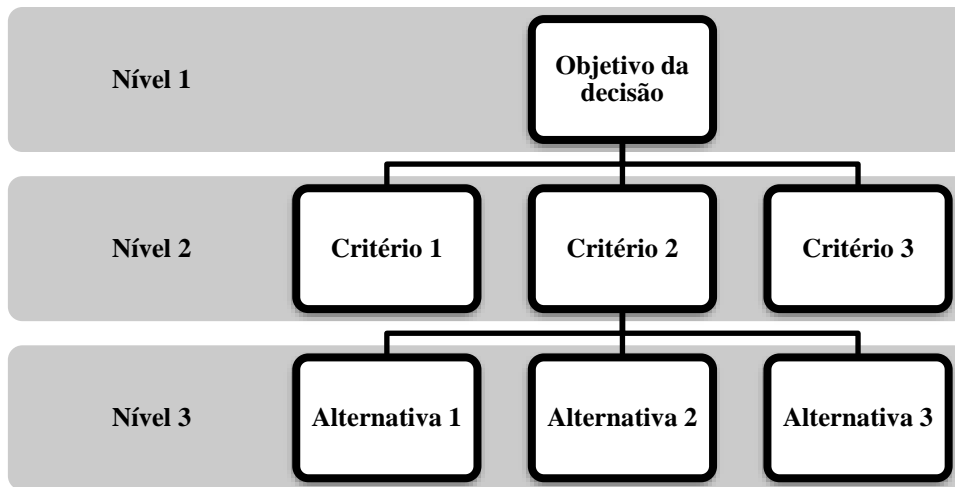 Nível 1
Objetivo da
decisão
Nível 2
Critério 1
Critério 2
Critério 3
Nível 3
Alternativa 1
Alternativa 2
Alternativa 3